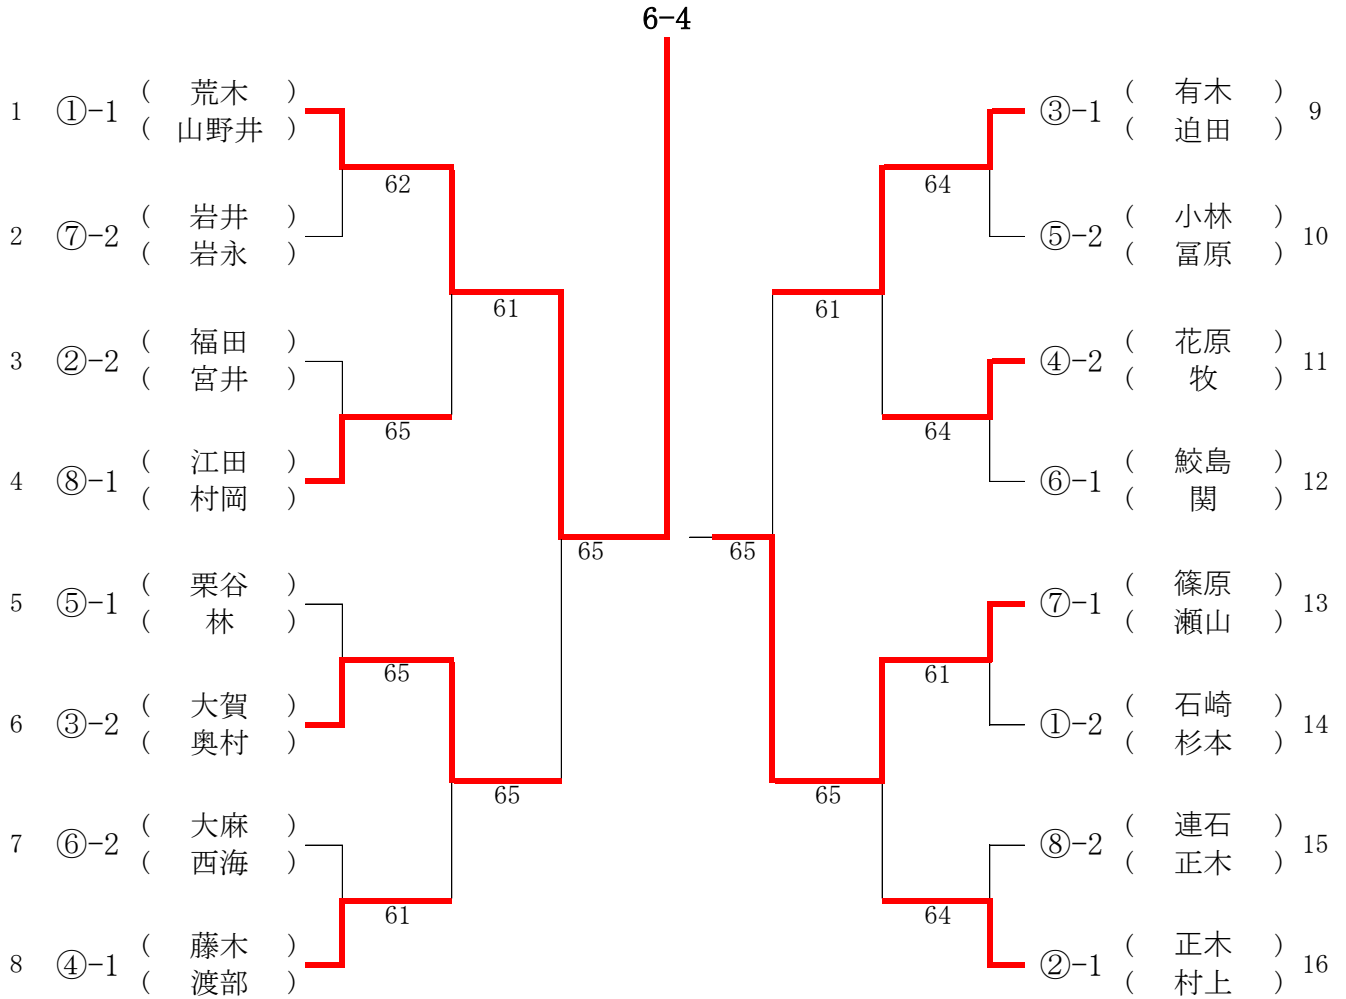 6-4
1 ①-1 ( 荒木 )
( 山野井 )
62
2 ⑦-2 ( 岩井 )
( 岩永 )
61
3 ②-2 ( 福田 )
( 宮井 )
65
4 ⑧-1 ( 江田 )
( 村岡 )
65
5 ⑤-1 ( 栗谷 )
( 林 )
65
6 ③-2 ( 大賀 )
( 奥村 )
65
7 ⑥-2 ( 大麻 )
( 西海 )
61
8 ④-1 ( 藤木 )
( 渡部 )
③-1 ( 有木 ) 9
( 迫田 )
64
⑤-2 ( 小林 ) 10
( 冨原 )
61
④-2 ( 花原 ) 11
( 牧 )
64
⑥-1 ( 鮫島 ) 12
( 関 )
65
⑦-1 ( 篠原 ) 13
( 瀬山 )
61
①-2 ( 石崎 ) 14
( 杉本 )
65
⑧-2 ( 連石 ) 15
( 正木 )
64
②-1 ( 正木 ) 16
( 村上 )